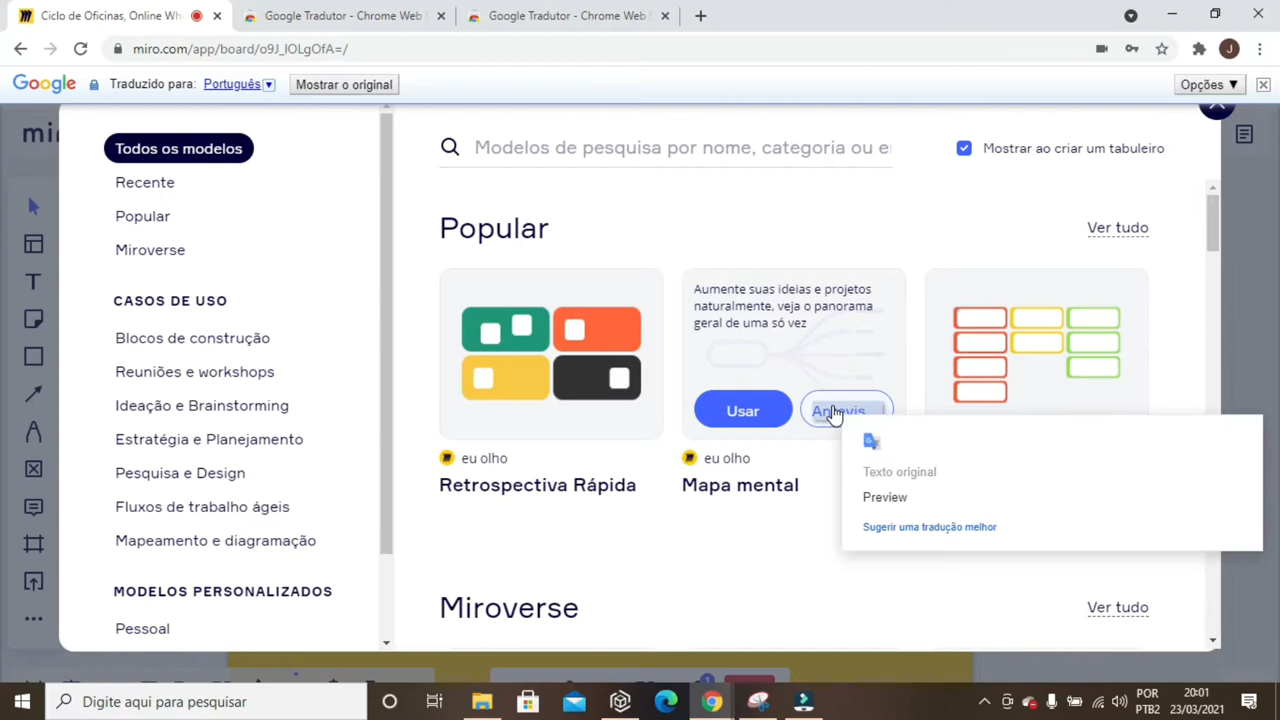 Ciclo de Oficinas, Online Wh
Google Tradutor - Chrome Web
Google Tradutor - Chrome Web
miro.com/app/board/o9J_lOLgOfA=/
J
Google
Traduzido para: Português
Mostrar o original
Opções ▼
Todos os modelos
Recente
Popular
Miroverse
CASOS DE USO
Blocos de construção
Reuniões e workshops
Ideação e Brainstorming
Estratégia e Planejamento
Pesquisa e Design
Fluxos de trabalho ágeis
Mapeamento e diagramação
MODELOS PERSONALIZADOS
Pessoal
Modelos de pesquisa por nome, categoria ou e
Mostrar ao criar um tabuleiro
Popular
Ver tudo
Aumente suas ideias e projetos
naturalmente, veja o panorama
geral de uma só vez
Usar
eu olho
Retrospectiva Rápida
eu olho
Mapa mental
Texto original
Preview
Sugerir uma tradução melhor
Miroverse
Ver tudo
Digite aqui para pesquisar
POR
PTB2
20:01
23/03/2021